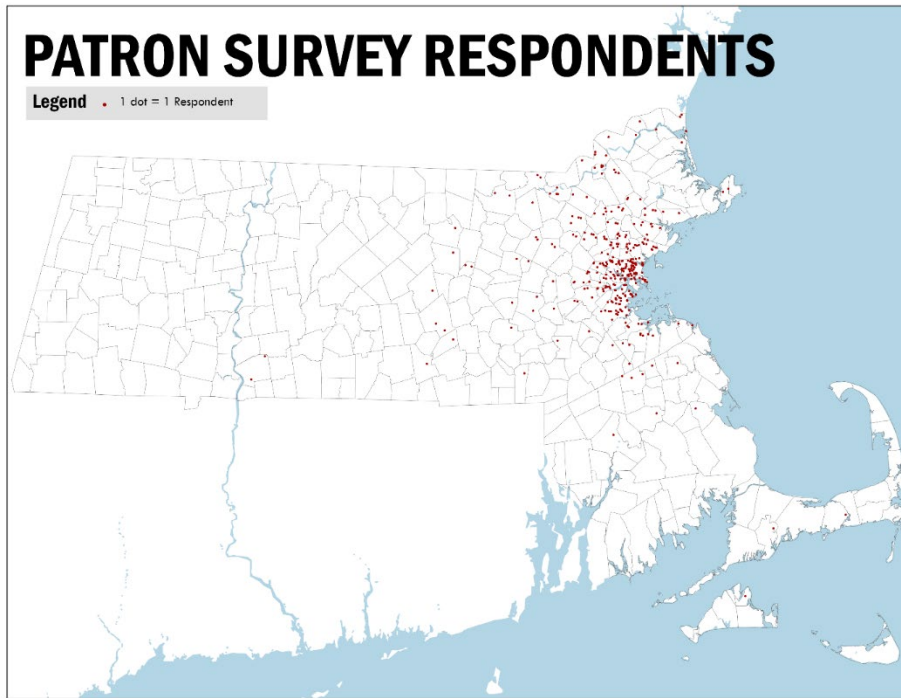 PATRON SURVEY RESPONDENTS
Legend 1 dot = 1 Respondent